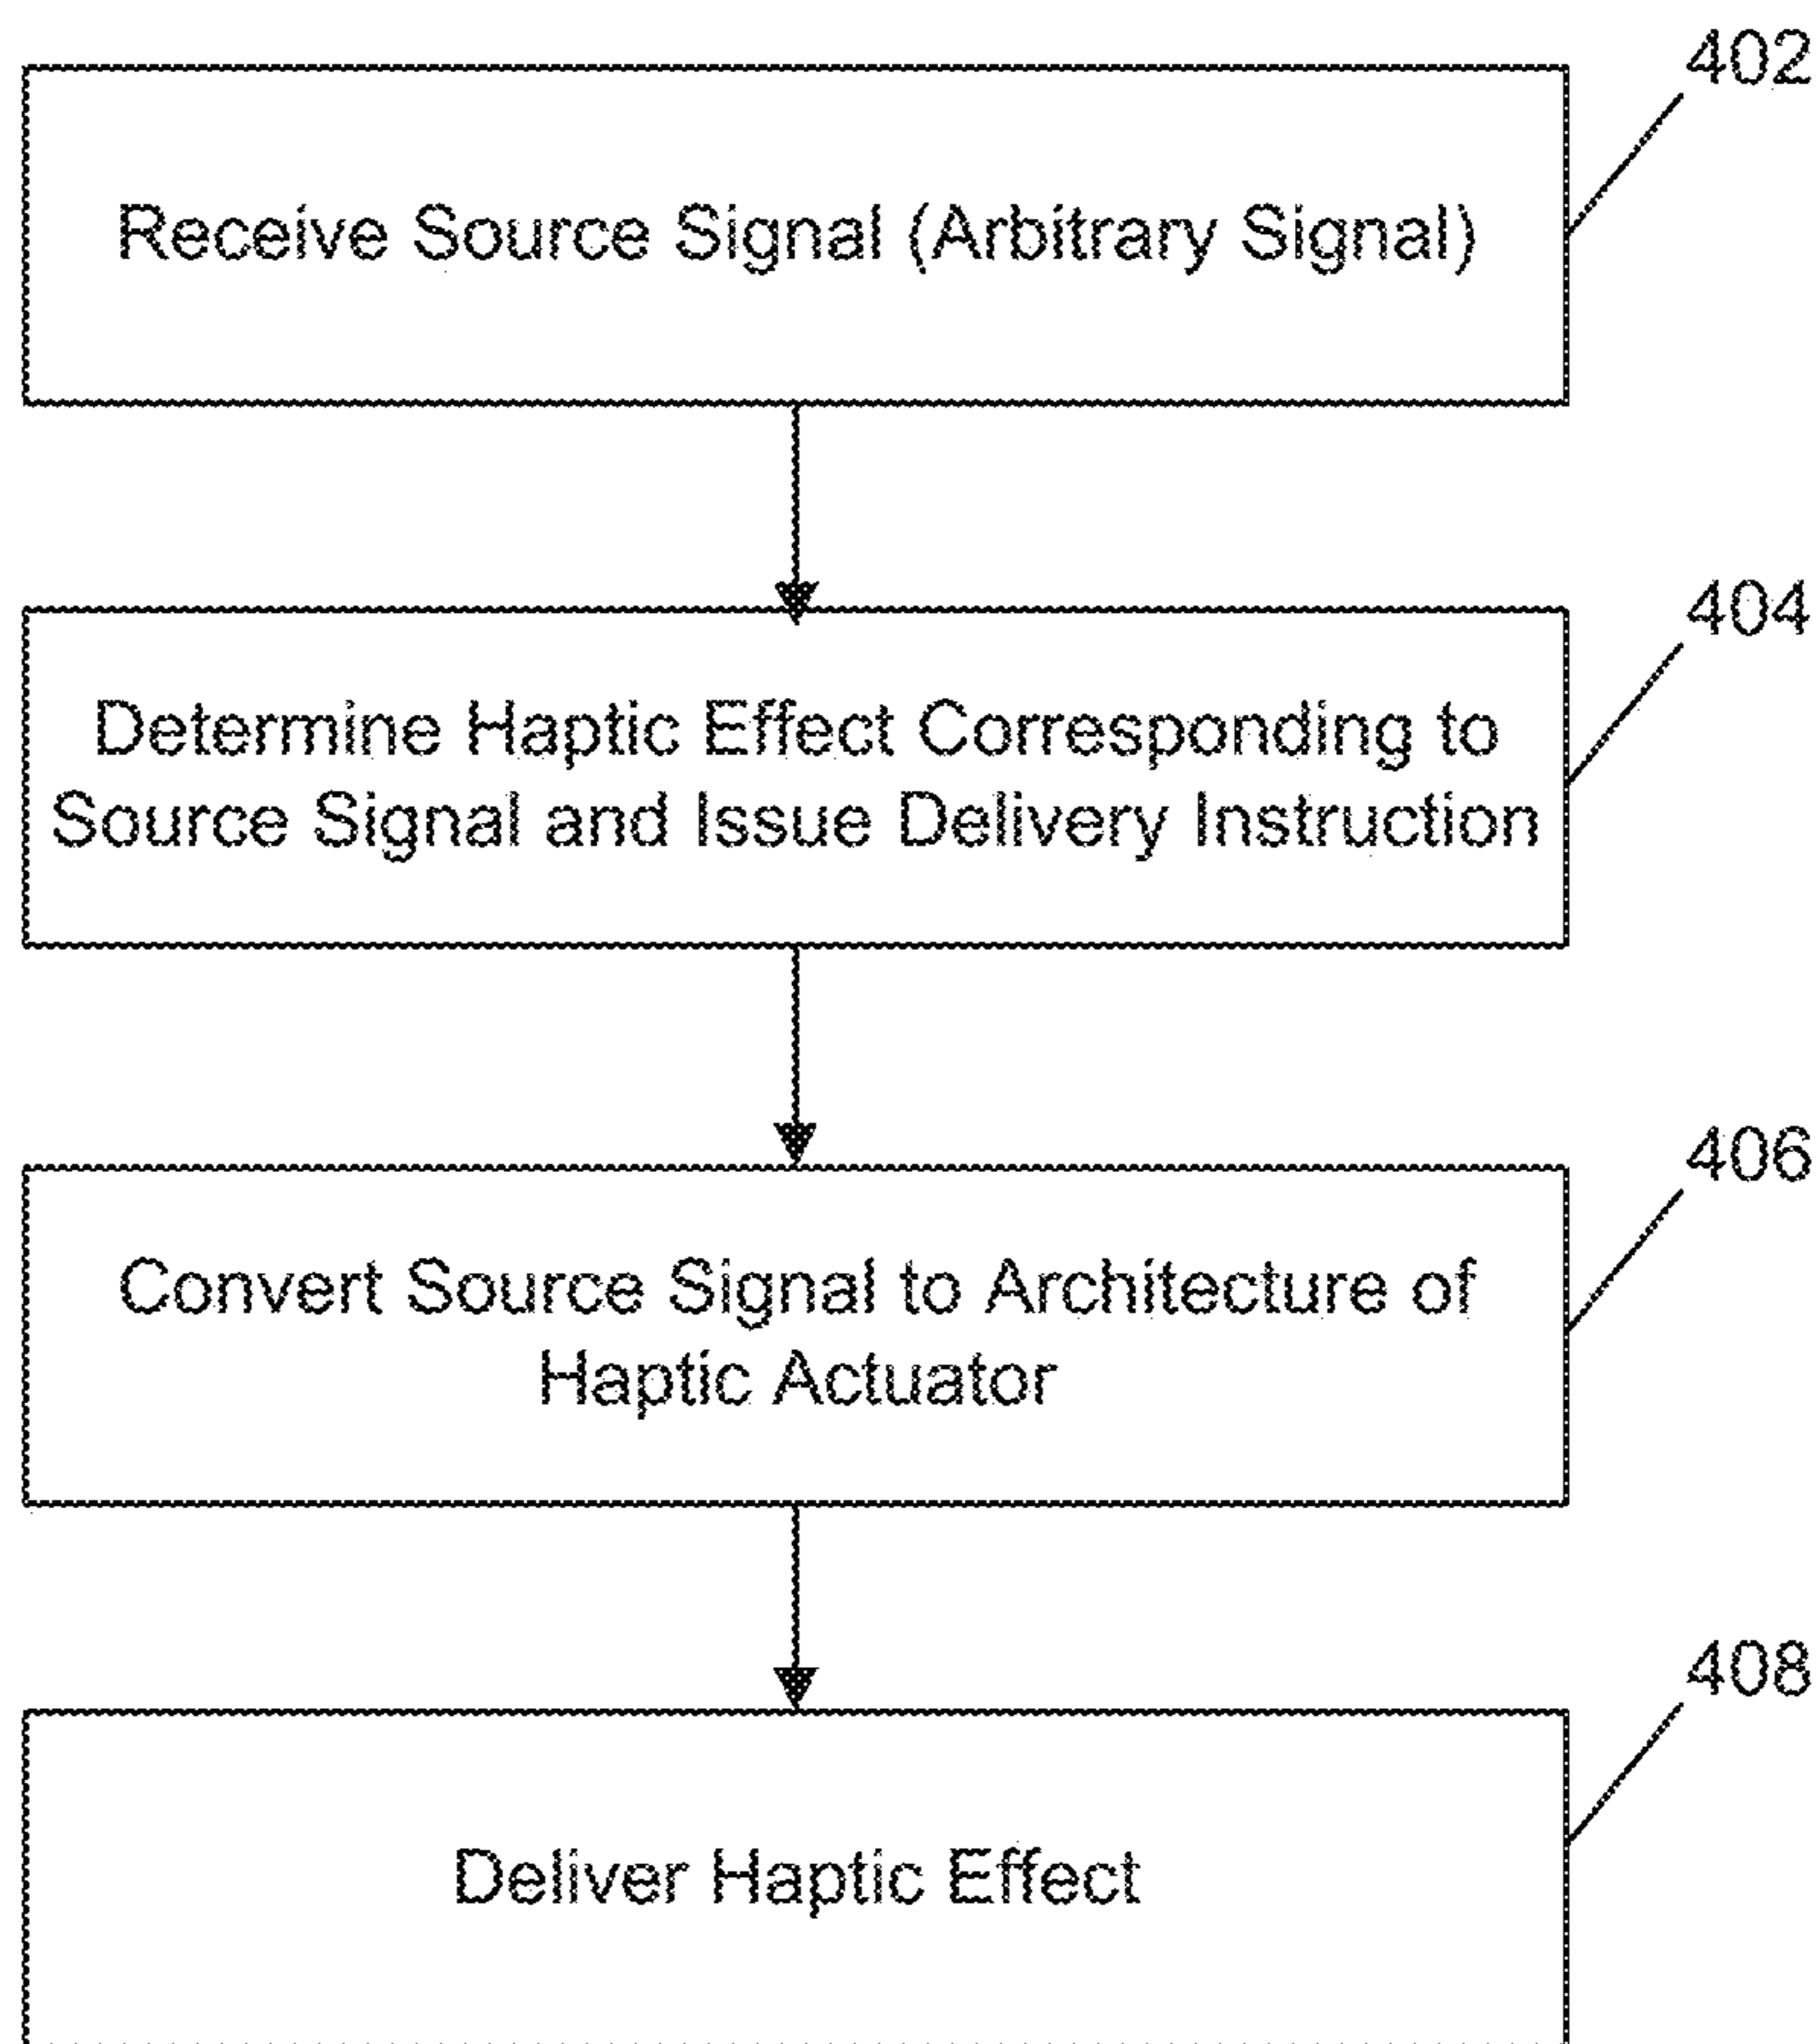 402
Receive Source Signal (Arbitrary Signal)
404
Determine Haptic Effect Corresponding to
Source Signal and Issue Delivery Instruction
406
Convert Source Signal to Architecture of
Haptic Actuator
408
Deliver Haptic Effect